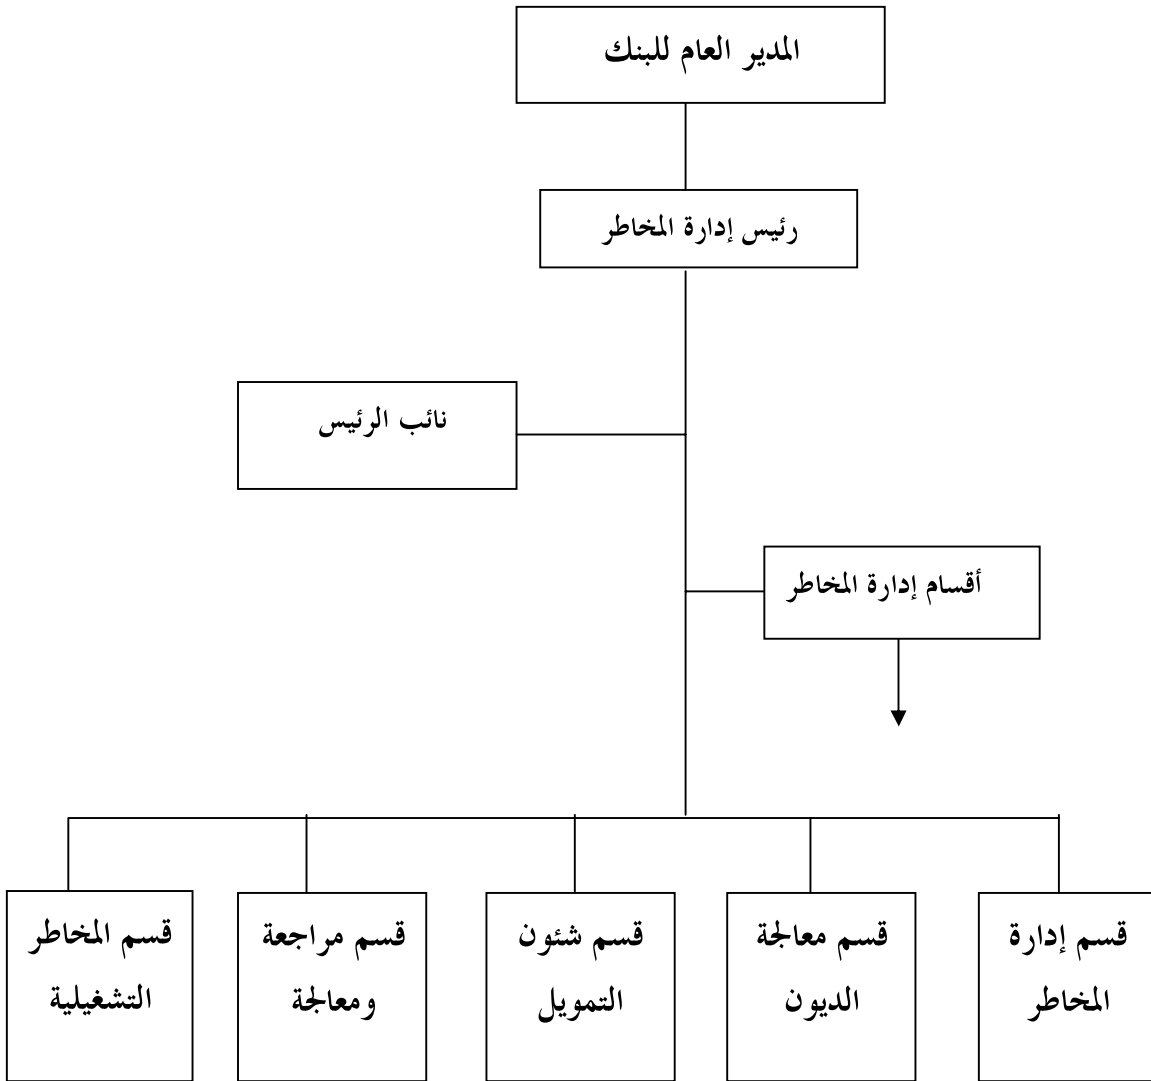 المدير العام للبنك
رئيس إدارة المخاطر
نائب الرئيس
أقسام إدارة المخاطر
قسم إدارة
المخاطر
قسم معالجة
الديون
قسم شئون
التمويل
قسم مراجعة
ومعالجة
قسم المخاطر
التشغيلية